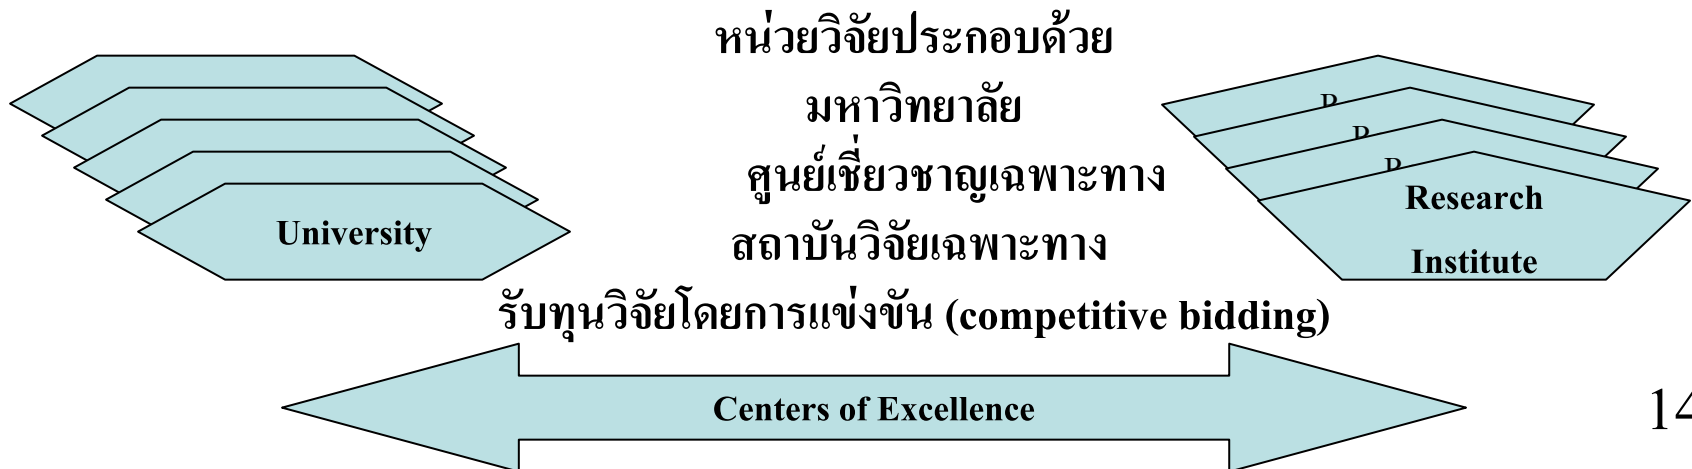 หน่วยวิจัยประกอบด้วย
มหาวิทยาลัย
ศูนย์เชี่ยวชาญเฉพาะทาง
สถาบันวิจัยเฉพาะทาง
รับทุนวิจัยโดยการแข่งขัน (competitive bidding)
University
Research
Institute
Centers of Excellence
14